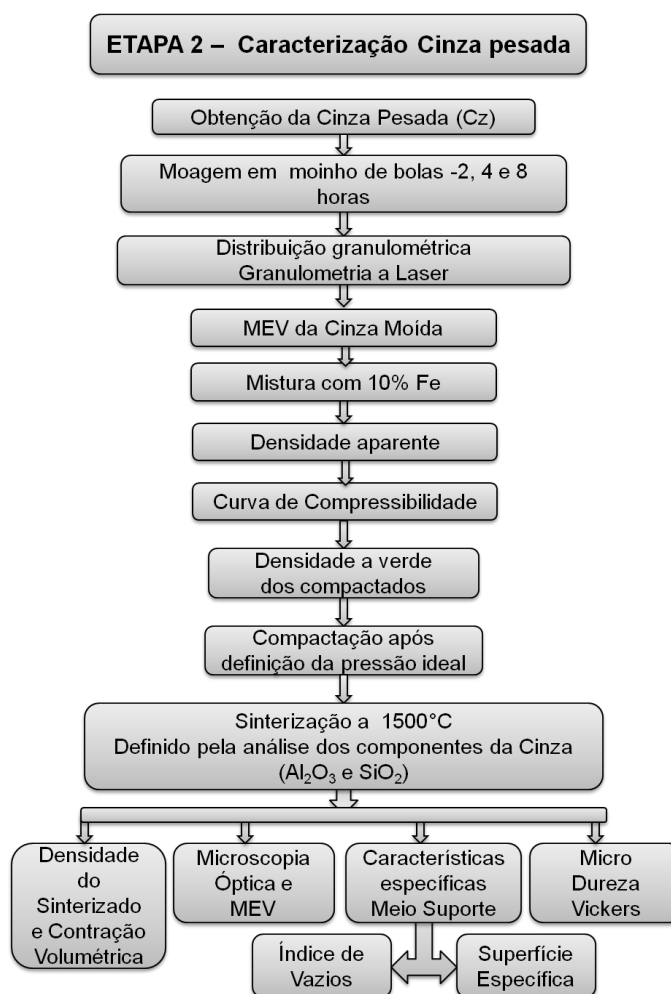 ETAPA 2 – Caracterização Cinza pesada
Obtenção da Cinza Pesada (Cz)
Moagem em moinho de bolas -2, 4 e 8
horas
Distribuição granulométrica
Granulometria a Laser
MEV da Cinza Moída
Mistura com 10% Fe
Densidade aparente
Curva de Compressibilidade
Densidade a verde
dos compactados
Compactação após
definição da pressão ideal
Sinterização a 1500°C
Definido pela análise dos componentes da Cinza
(Al₂O₃ e SiO₂)
Densidade
do
Sinterizado
e Contração
Volumétrica
Microscopia
Óptica e
MEV
Características
específicas
Meio Suporte
Micro
Dureza
Vickers
Índice de
Vazios
Superfície
Específica